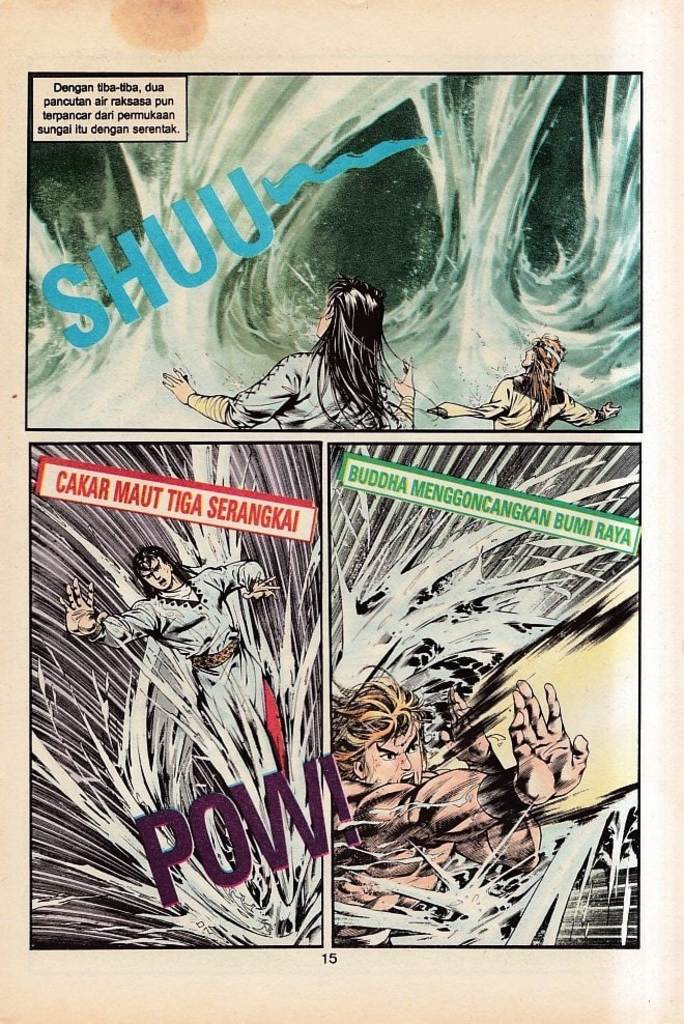 Dengan tiba-tiba, dua
pancutan air raksasa pun
terpancar dari permukaan
sungai itu dengan serentak.
SHUU
CAKAR MAUT TIGA SERANGKAI
BUDDHA MENGGONCANGKAN BUMI RAYA
POW!
15